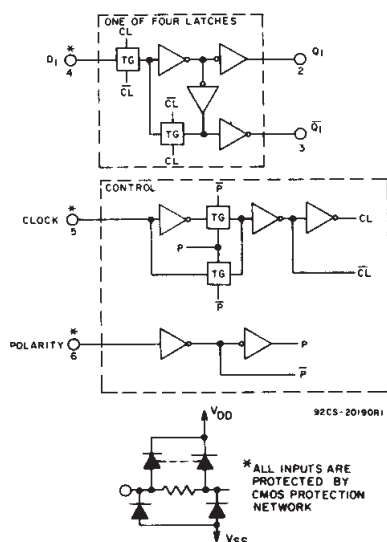 ONE OF FOUR LATCHES
CL
*
D1
4
TG
CL
Q1
2
CL
TG
CL
Q1
3
CONTROL
P
*
CLOCK
5
TG
CL
P
TG
CL
P
*
POLARITY
6
P
P
92CS-20190R1
VDD
*ALL INPUTS ARE
PROTECTED BY
CMOS PROTECTION
NETWORK
VSS